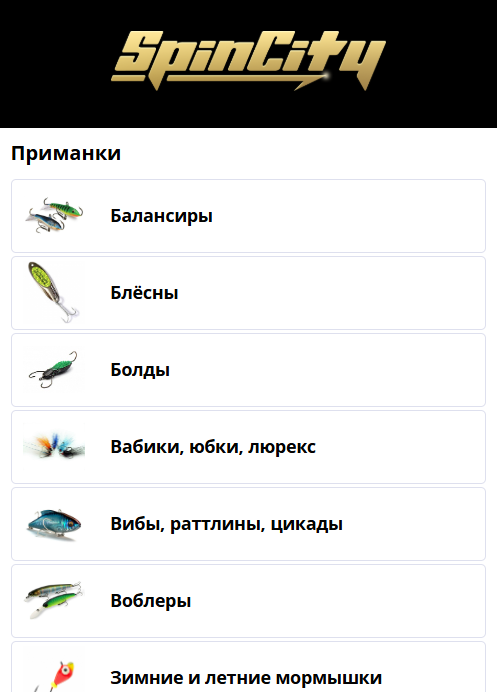 SpinCity
Приманки
Балансиры
Блёсны
Болды
Вабики, юбки, люрекс
Вибы, раттлины, цикады
Воблеры
Зимние и летние мормышки